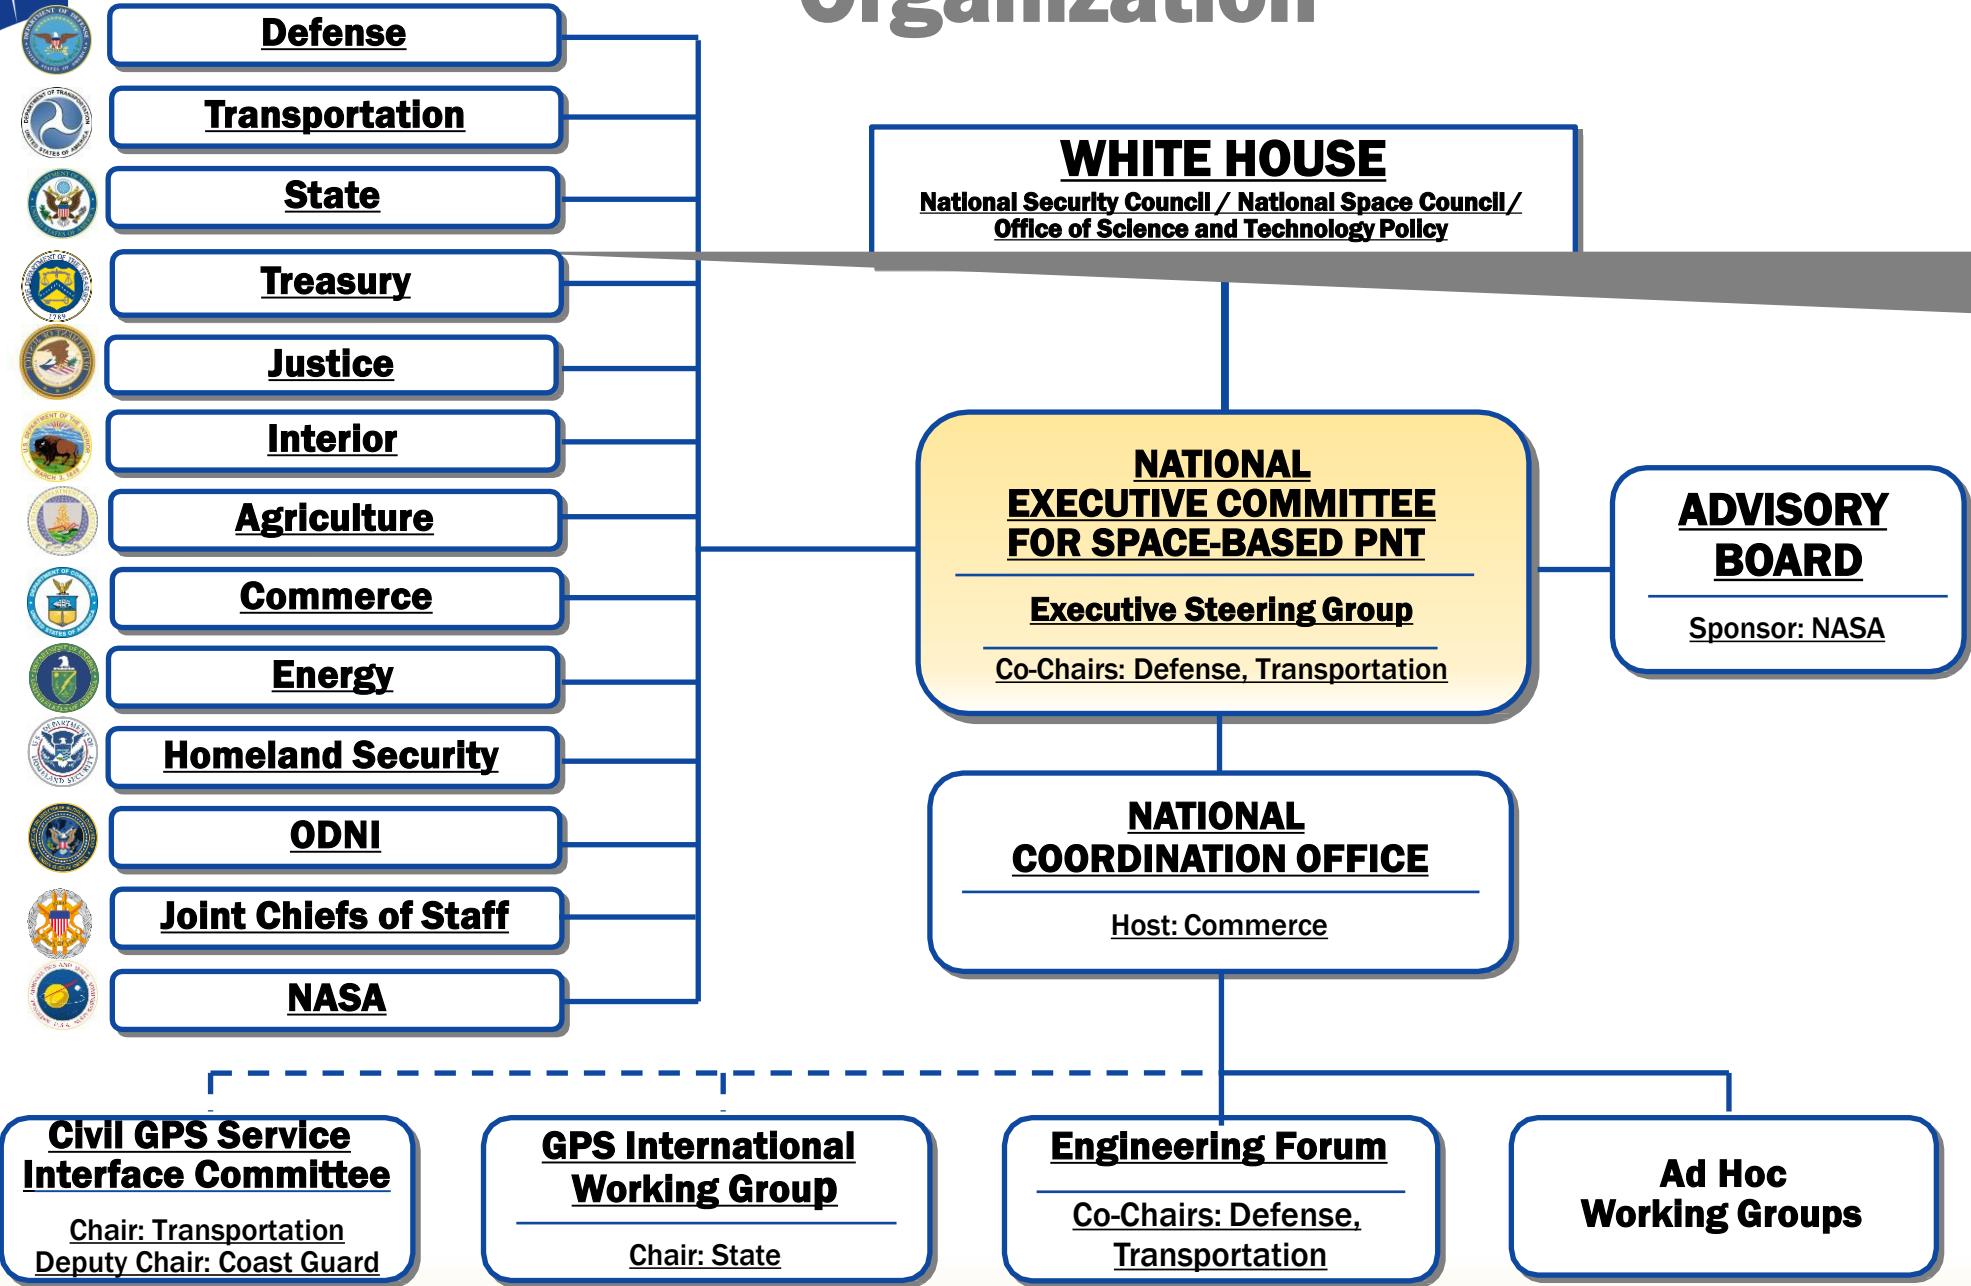 Organization
Defense
Transportation
State
Treasury
Justice
Interior
Agriculture
Commerce
Energy
Homeland Security
ODNI
Joint Chiefs of Staff
NASA
WHITE HOUSE
National Security Council / National Space Council/
Office of Science and Technology Policy
NATIONAL
EXECUTIVE COMMITTEE
FOR SPACE-BASED PNT
Executive Steering Group
Co-Chairs: Defense, Transportation
ADVISORY
BOARD
Sponsor: NASA
NATIONAL
COORDINATION OFFICE
Host: Commerce
Civil GPS Service
Interface Committee
Chair: Transportation
Deputy Chair: Coast Guard
GPS International
Working Group
Chair: State
Engineering Forum
Co-Chairs: Defense,
Transportation
Ad Hoc
Working Groups